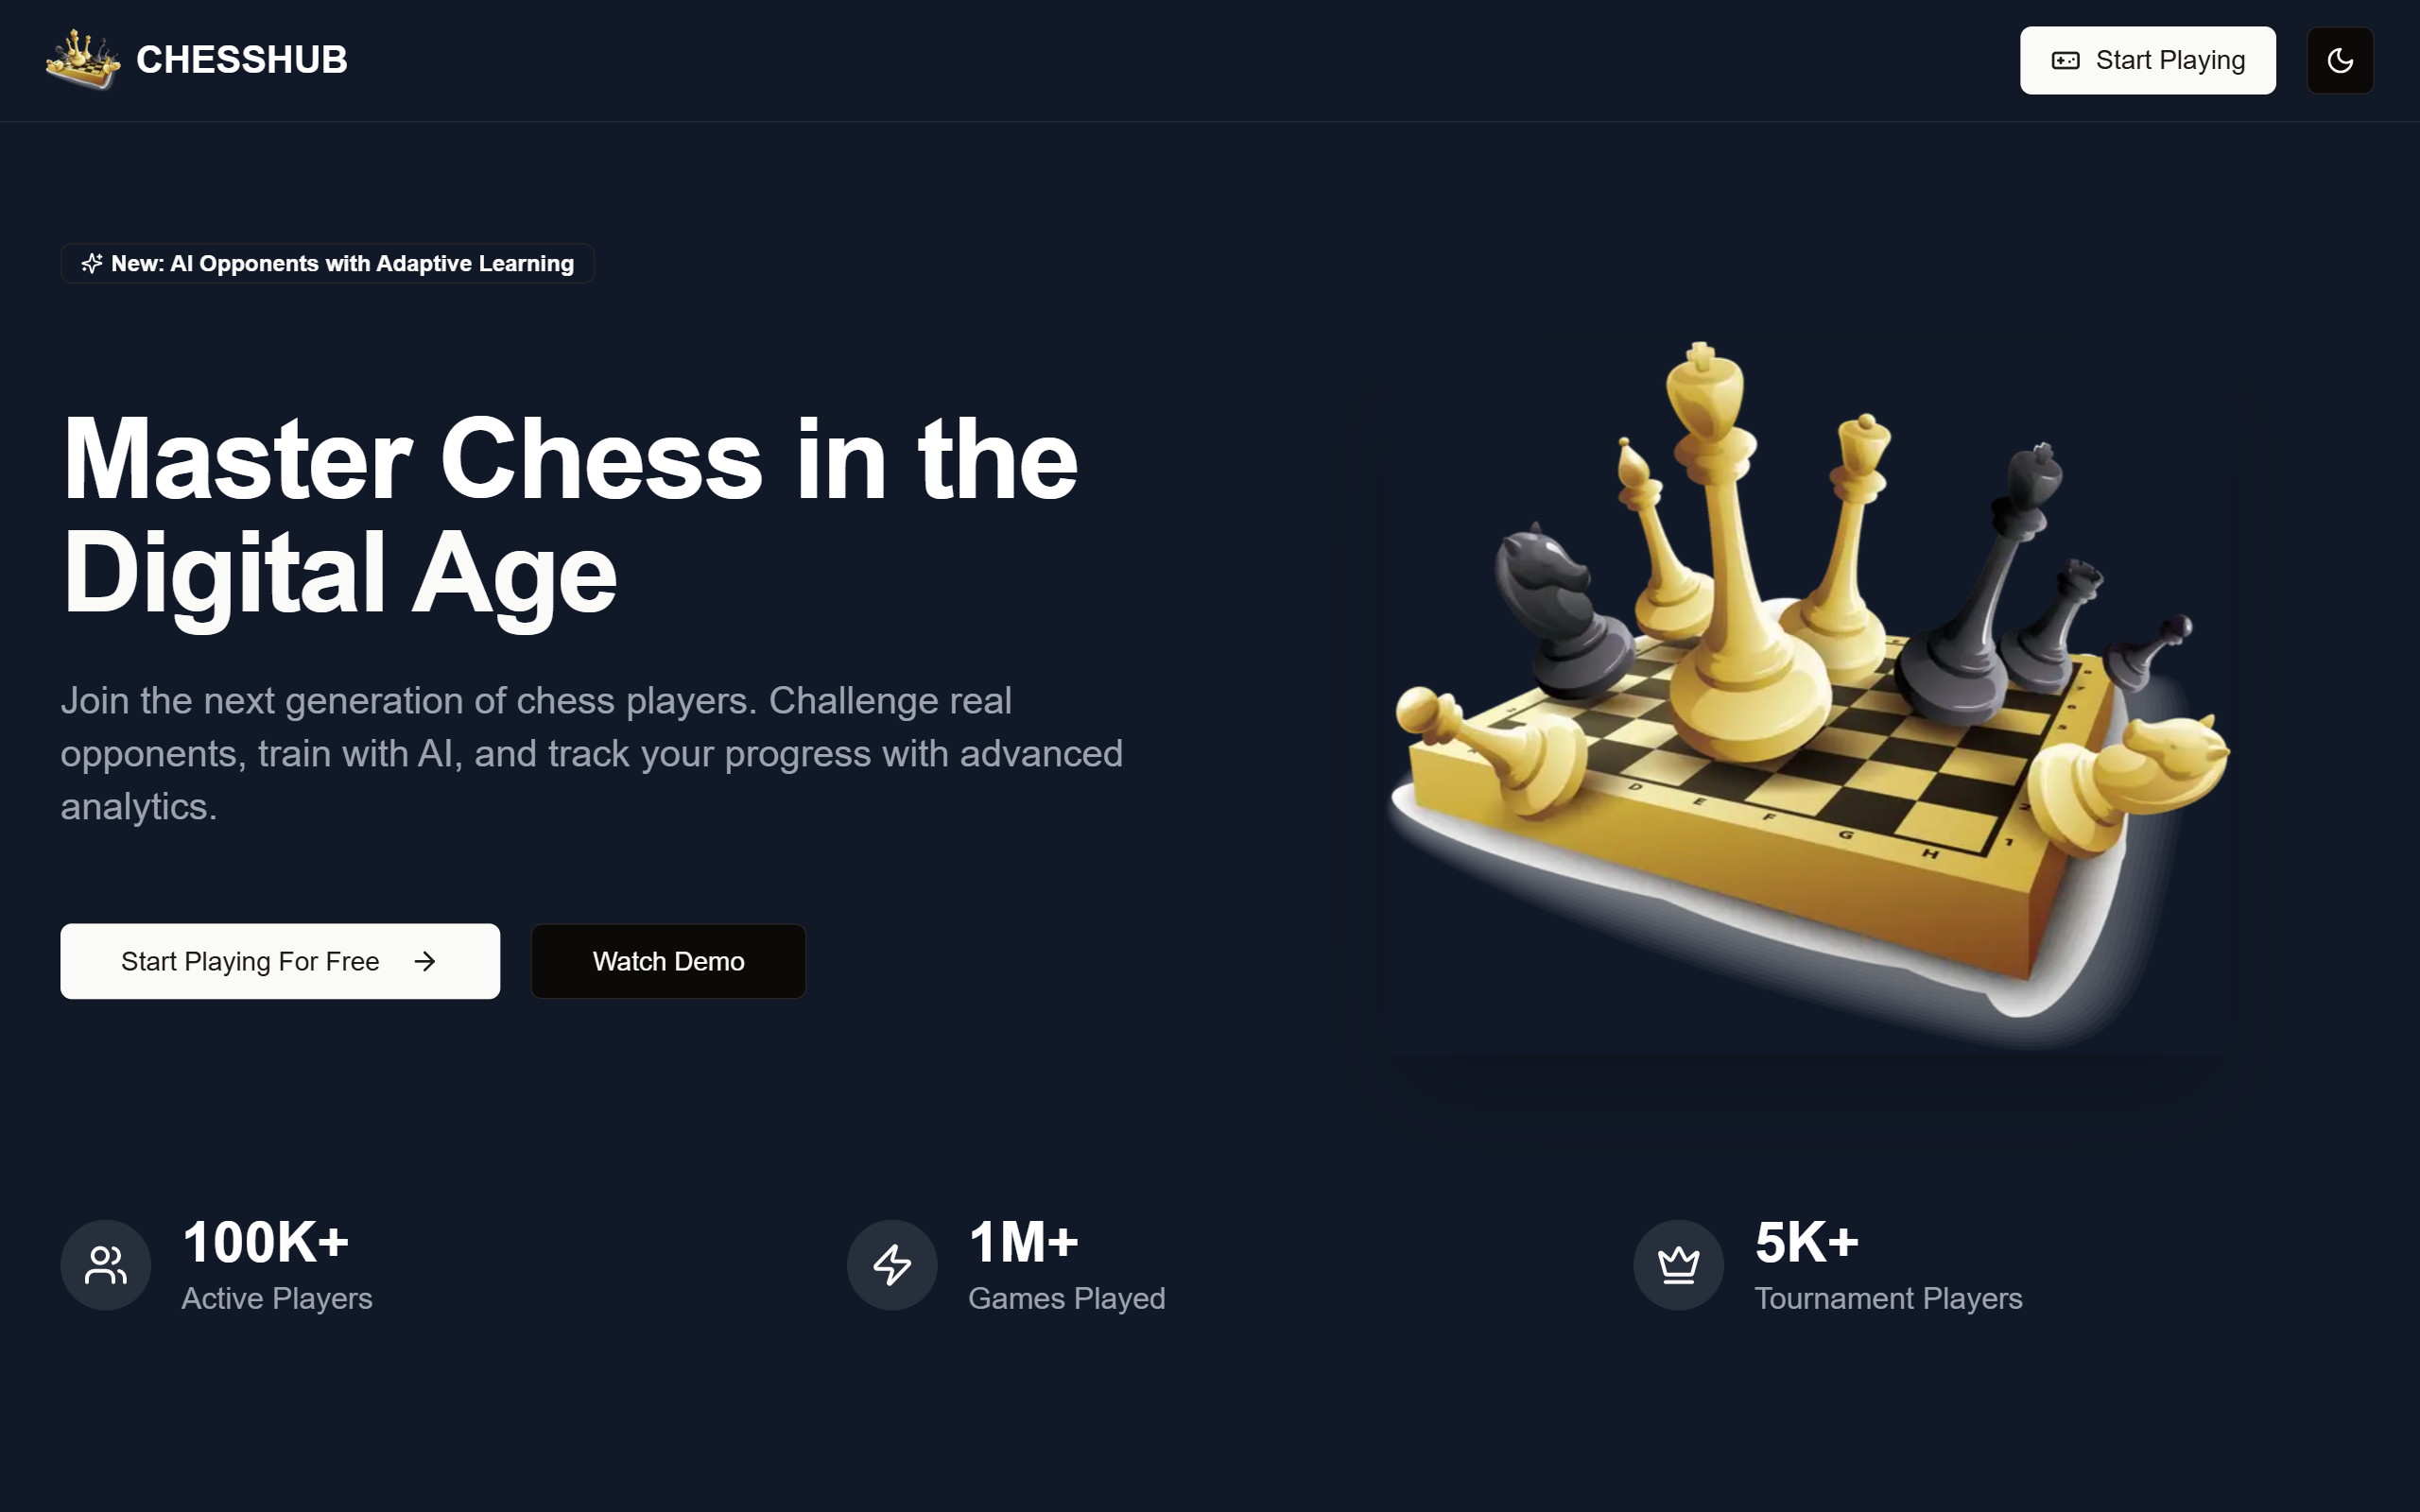 CHESSHUB
Start Playing
New: AI Opponents with Adaptive Learning
Master Chess in the
Digital Age
Join the next generation of chess players. Challenge real
opponents, train with AI, and track your progress with advanced
analytics.
Start Playing For Free
Watch Demo
D E F G H
1
2
100K+
Active Players
1M+
Games Played
5K+
Tournament Players